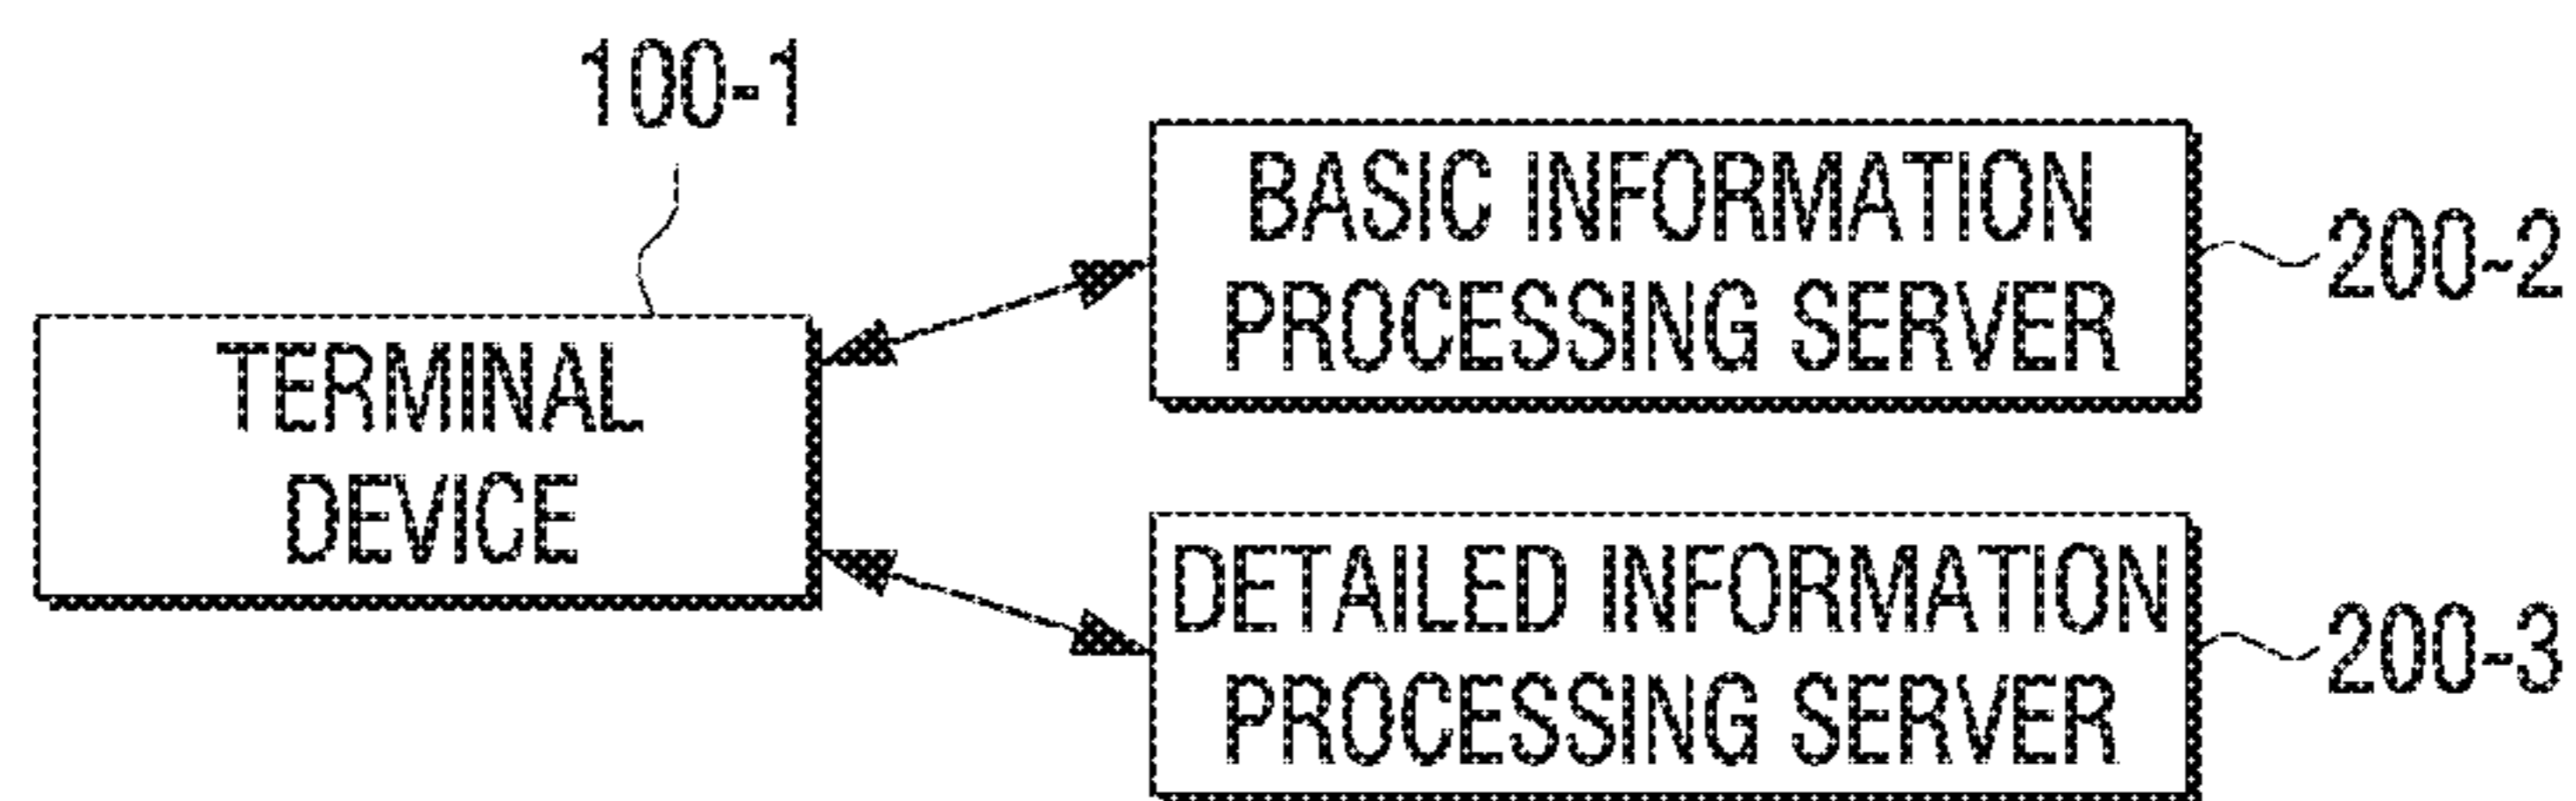 100-1
BASIC INFORMATION
PROCESSING SERVER
200-2
TERMINAL
DEVICE
DETAILED INFORMATION
PROCESSING SERVER
200-3